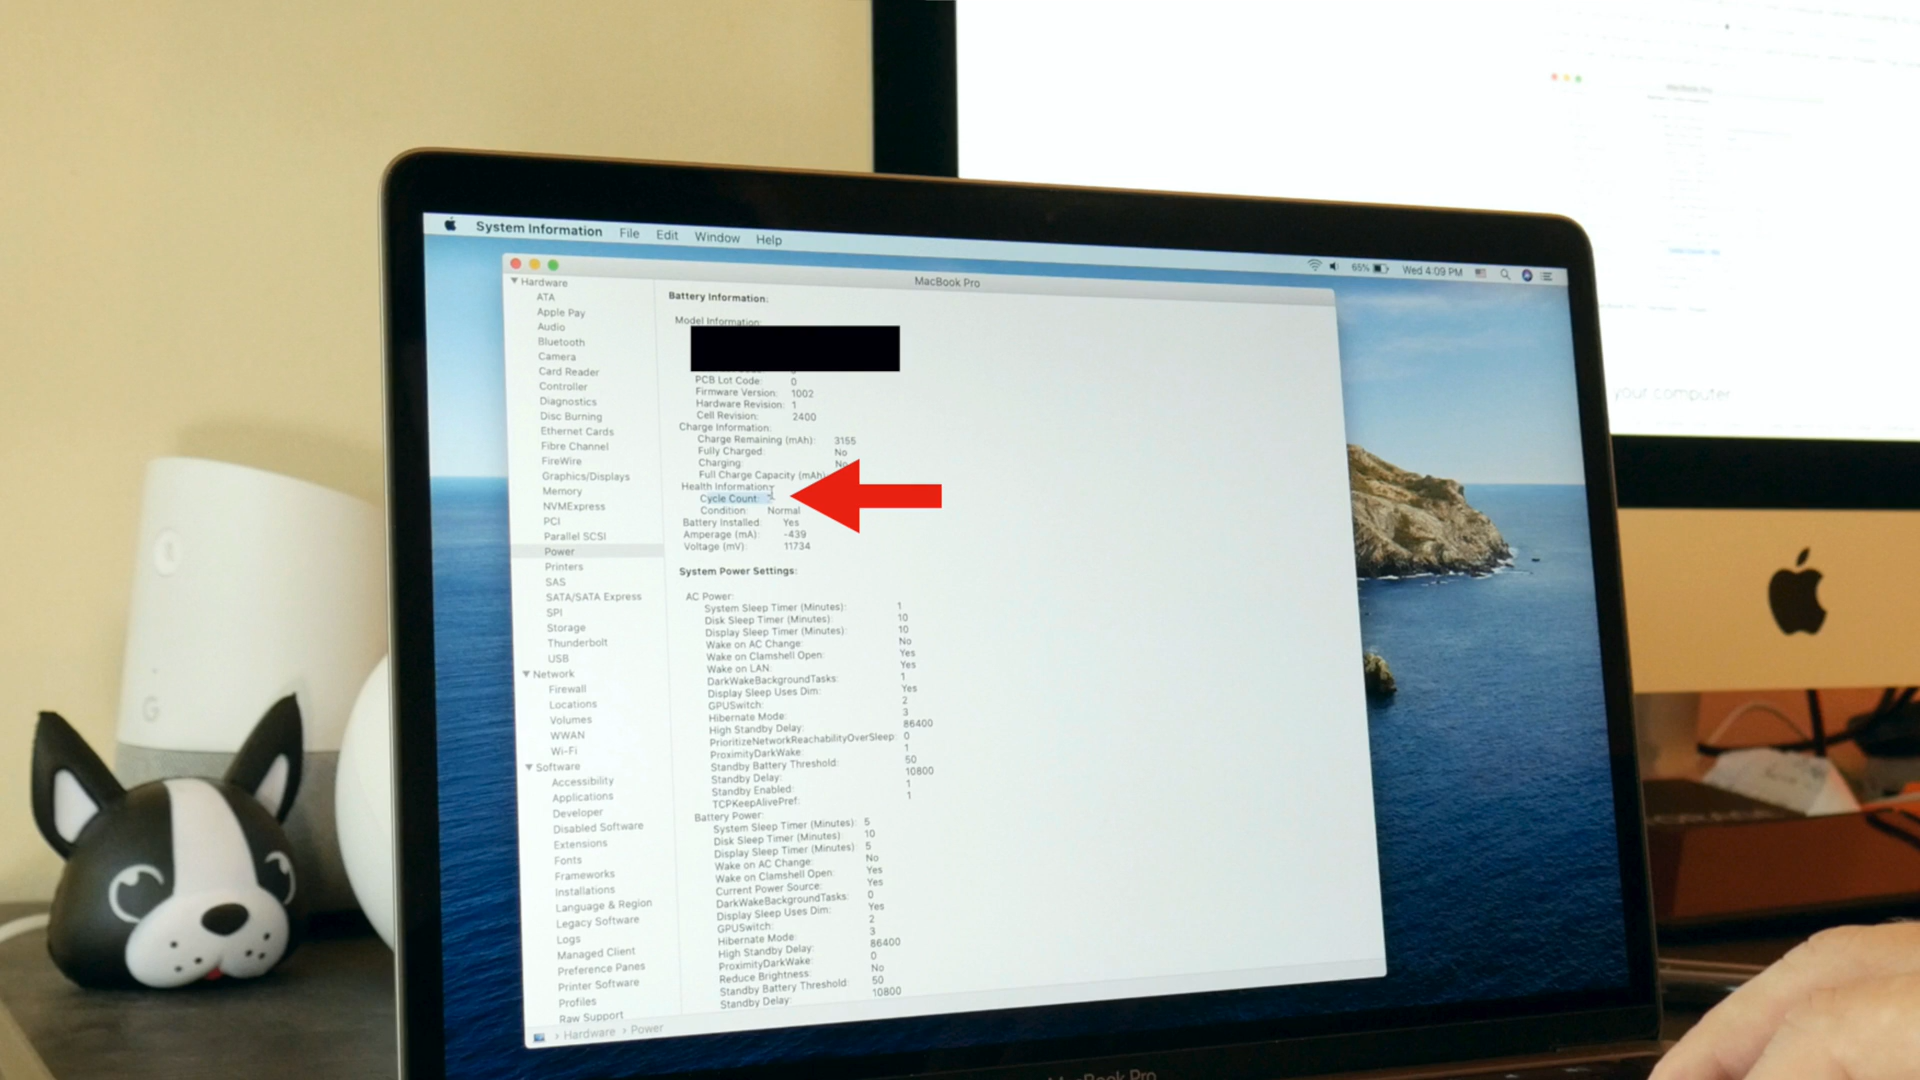 System Information File Edit Window Help
65% Wed 4:09 PM
MacBook Pro
Hardware
ATA
Apple Pay
Audio
Bluetooth
Camera
Card Reader
Controller
Diagnostics
Disc Burning
Ethernet Cards
Fibre Channel
FireWire
Graphics/Displays
Memory
NVMExpress
PCI
Parallel SCSI
Power
Printers
SAS
SATA/SATA Express
SPI
Storage
Thunderbolt
USB
Network
Firewall
Locations
Volumes
WWAN
Wi-Fi
Software
Accessibility
Applications
Developer
Disabled Software
Extensions
Fonts
Frameworks
Installations
Language & Region
Legacy Software
Logs
Managed Client
Preference Panes
Printer Software
Profiles
Raw Support
Hardware > Power
Battery Information:
Model Information:
PCB Lot Code: 0
Firmware Version: 1002
Hardware Revision: 1
Cell Revision: 2400
Charge Information:
Charge Remaining (mAh): 3155
Fully Charged: No
Charging: No
Full Charge Capacity (mAh)
Health Information:
Cycle Count:
Condition: Normal
Battery Installed: Yes
Amperage (mA): -439
Voltage (mV): 11734
System Power Settings:
AC Power:
System Sleep Timer (Minutes): 1
Disk Sleep Timer (Minutes): 10
Display Sleep Timer (Minutes): 10
Wake on AC Change: No
Wake on Clamshell Open: Yes
Wake on LAN: Yes
DarkWakeBackgroundTasks: 1
Display Sleep Uses Dim: Yes
GPUSwitch: 2
Hibernate Mode: 3
High Standby Delay: 86400
PrioritizeNetworkReachabilityOverSleep: 0
ProximityDarkWake: 1
Standby Battery Threshold: 50
Standby Delay: 10800
Standby Enabled: 1
TCPKeepAlivePref: 1
Battery Power:
System Sleep Timer (Minutes): 5
Disk Sleep Timer (Minutes): 10
Display Sleep Timer (Minutes): 5
Wake on AC Change: No
Wake on Clamshell Open: Yes
Current Power Source: Yes
DarkWakeBackgroundTasks: 0
Display Sleep Uses Dim: Yes
GPUSwitch: 2
Hibernate Mode: 3
High Standby Delay: 86400
ProximityDarkWake: 0
Reduce Brightness: No
Standby Battery Threshold: 50
Standby Delay: 10800
MacBook Pro
your computer
G